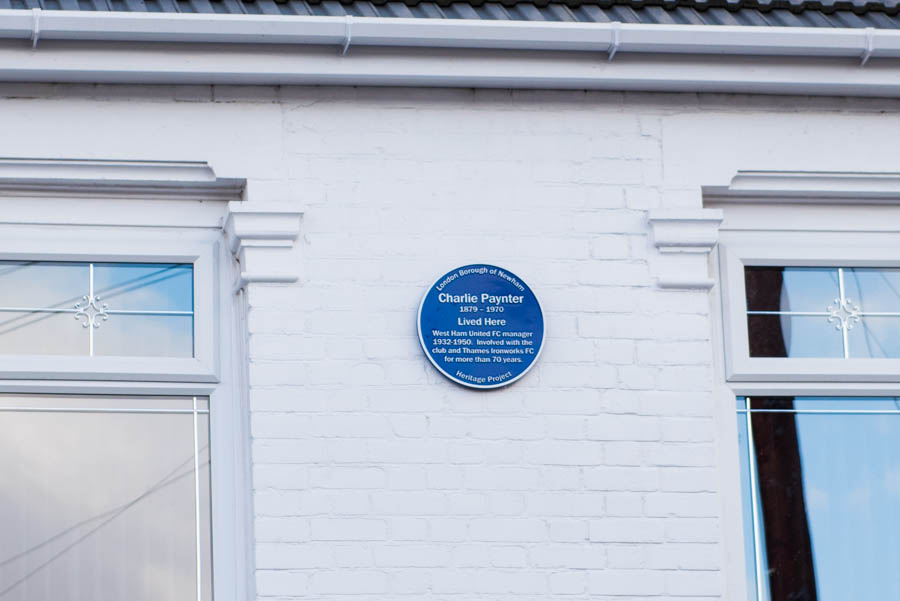 London Borough of Newham
Charlie Paynter
1879 – 1970
Lived Here
West Ham United FC manager
1932-1950. Involved with the
club and Thames Ironworks FC
for more than 70 years.
Heritage Project